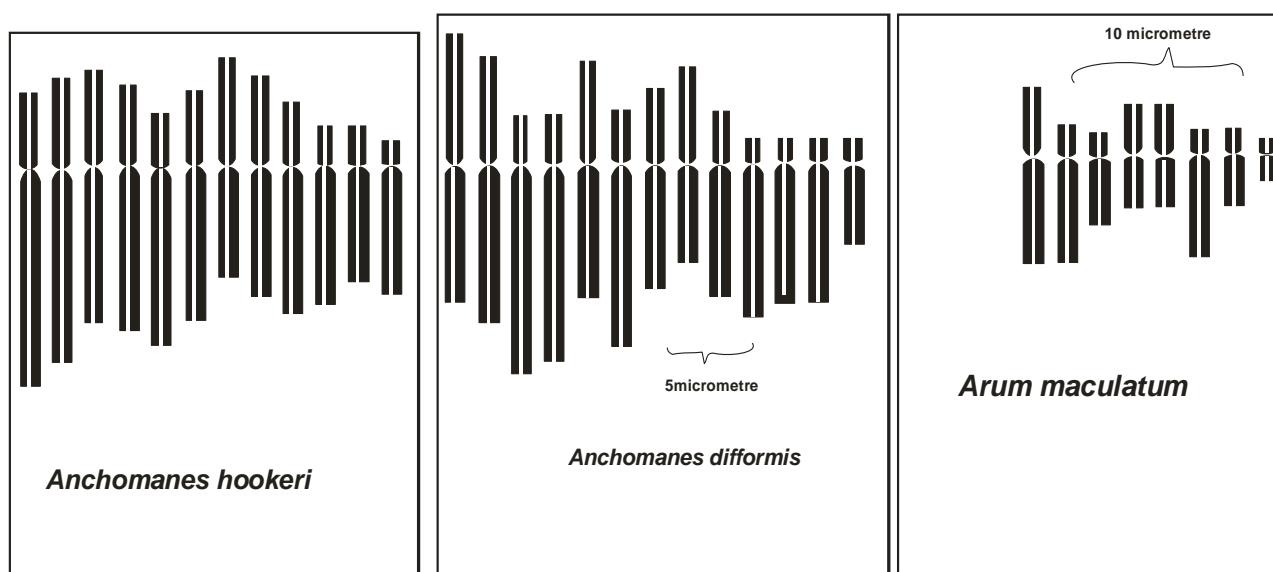 10 micrometre
5micrometre
Arum maculatum
Anchomanes difformis
Anchomanes hookeri